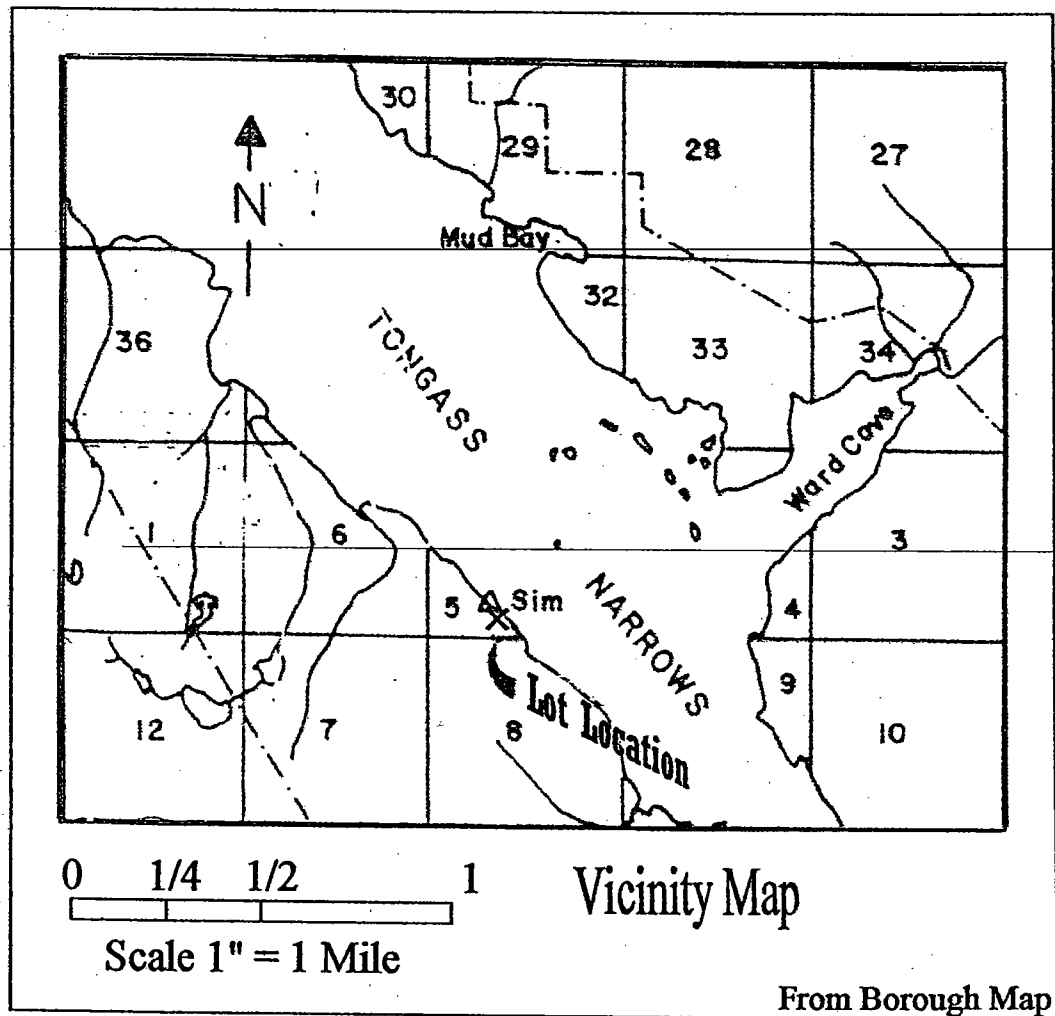 30
29
28
27
N
Mud Bay
36
32
33
34
TONGASS
Ward Cove
1
6
3
5
Sim
4
NARROWS
9
Lot Location
12
7
8
10
0 1/4 1/2 1
Vicinity Map
Scale 1" = 1 Mile
From Borough Map